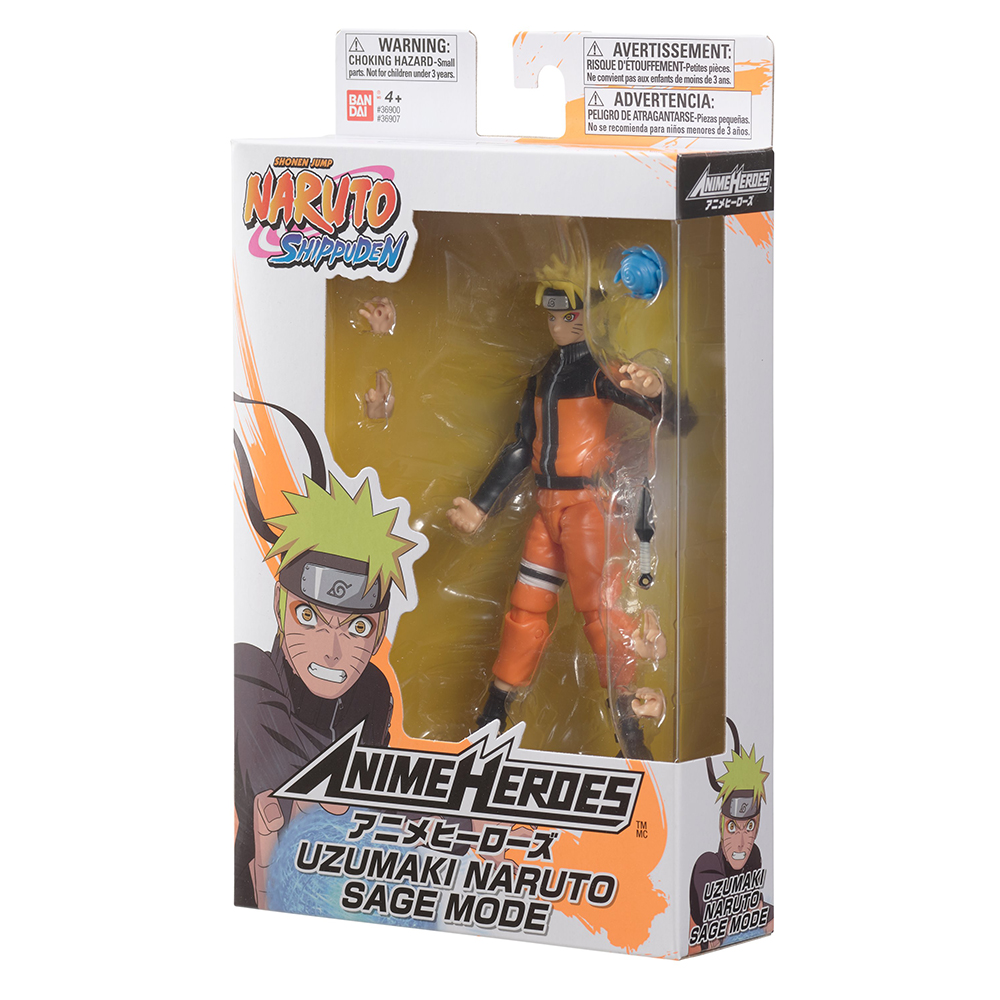 WARNING:
CHOKING HAZARD-Small
parts. Not for children under 3 years.
BAN
DAI
4+
#36900
#36907
AVERTISSEMENT:
RISQUE D'ÉTOUFFEMENT-Petites pièces.
Ne convient pas aux enfants de moins de 3 ans.
ADVERTENCIA:
PELIGRO DE ATRAGANTARSE-Piezas pequeñas.
No se recomienda para niños menores de 3 años.
SHONEN JUMP
NARUTO
SHIPPUDEN
ANIME HEROES
アニメヒーローズ
ANIME HEROES
TM
MC
アニメヒーローズ
UZUMAKI NARUTO
SAGE MODE
UZUMAKI
NARUTO
SAGE MODE